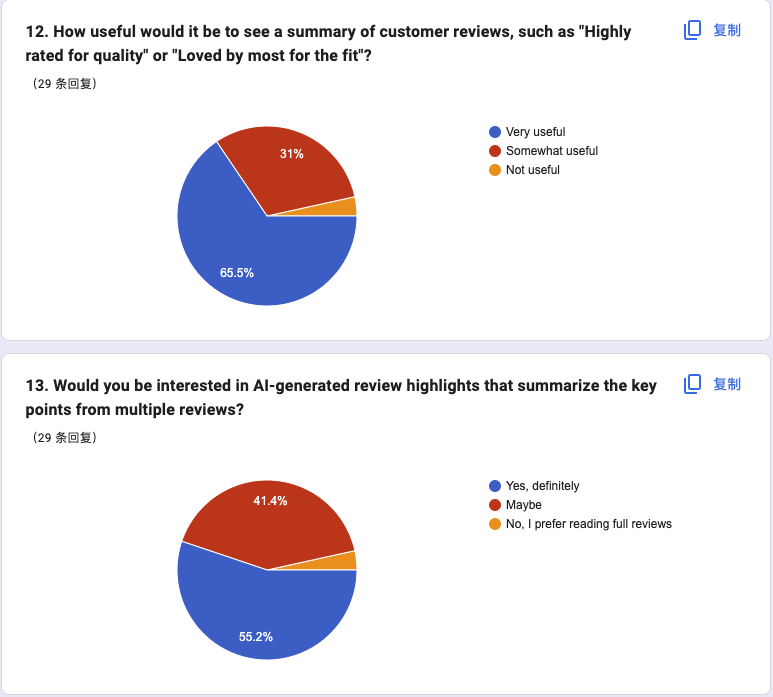 12. How useful would it be to see a summary of customer reviews, such as "Highly
rated for quality" or "Loved by most for the fit"?
复制
(29 条回复)
31%
65.5%
Very useful
Somewhat useful
Not useful
13. Would you be interested in AI-generated review highlights that summarize the key
points from multiple reviews?
复制
(29 条回复)
41.4%
55.2%
Yes, definitely
Maybe
No, I prefer reading full reviews